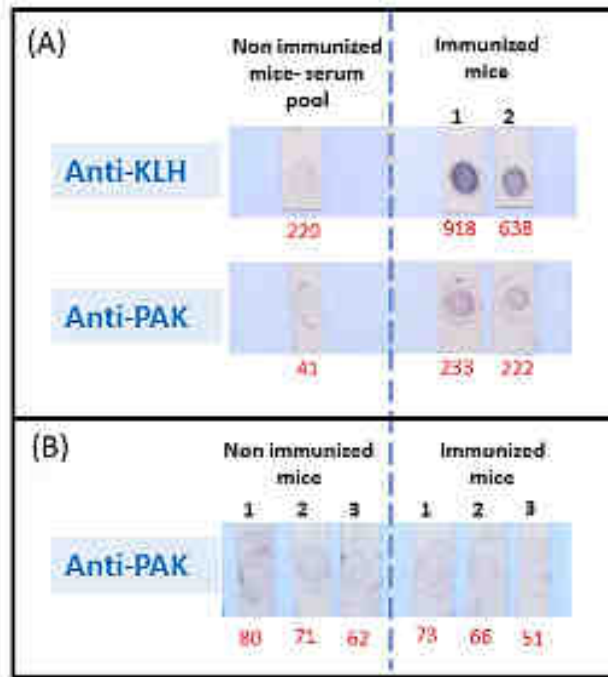 (A)
Non immunized
mice- serum
pool
Immunized
mice
1 2
Anti-KLH
220
918 638
Anti-PAK
41
233 222
(B)
Non immunized
mice
Immunized
mice
1 2 3
1 2 3
Anti-PAK
80 71 62
73 66 51